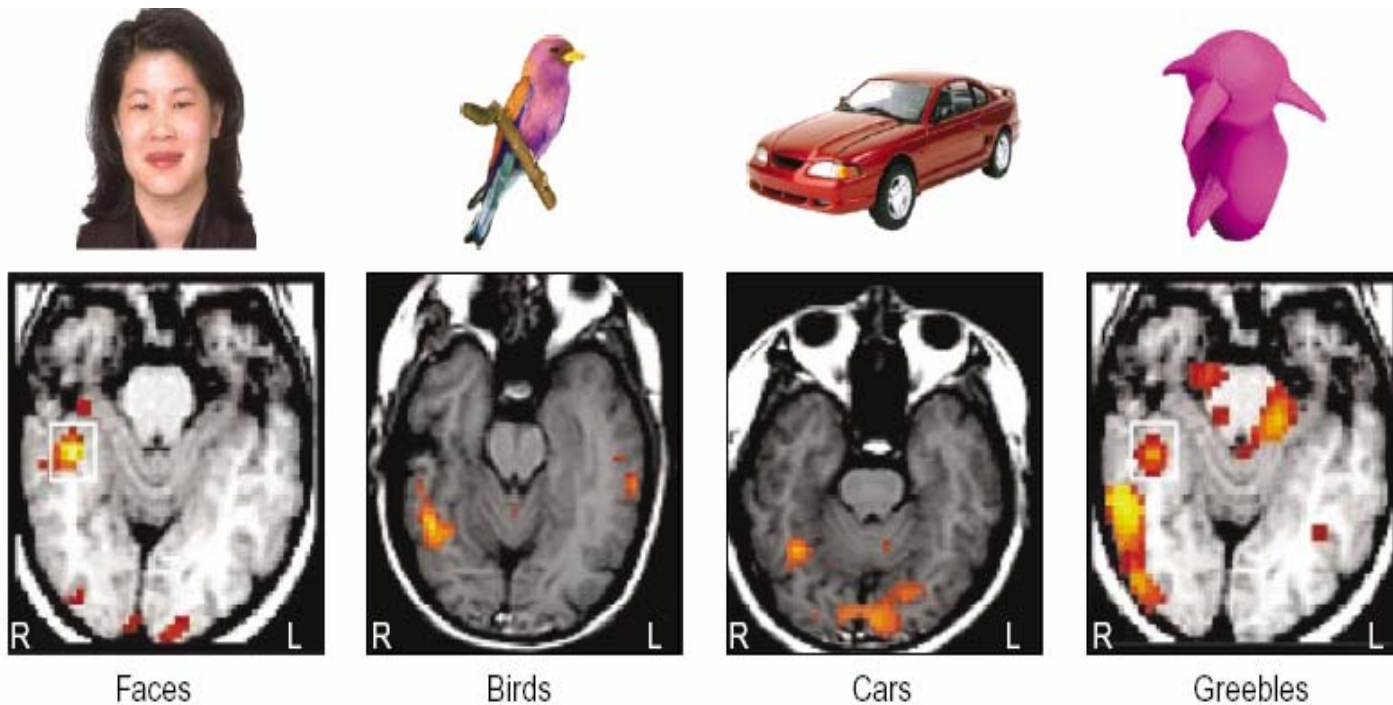 R L
R L
R L
R L
Faces
Birds
Cars
Greebles